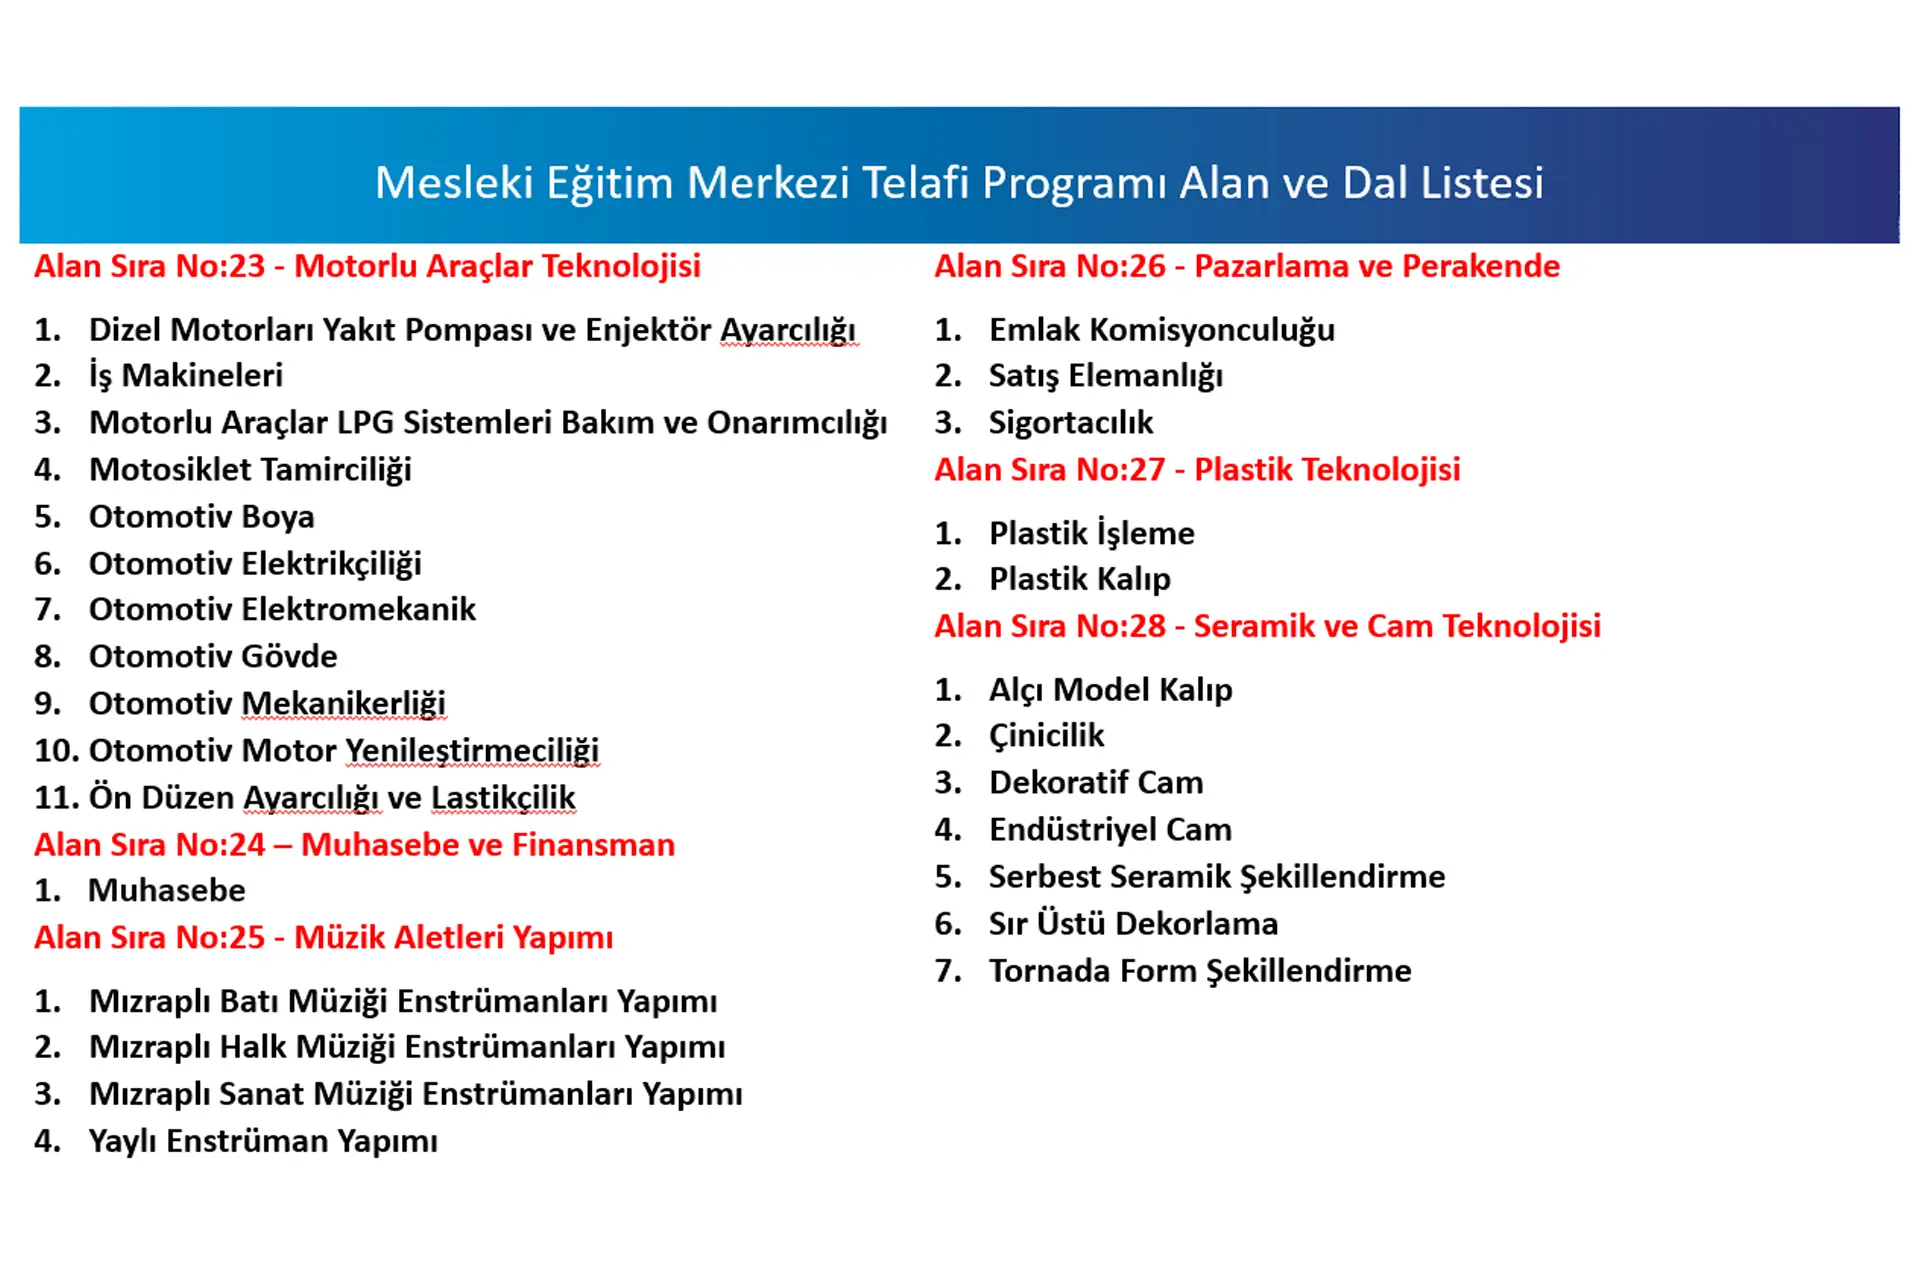 Mesleki Eğitim Merkezi Telafi Programı Alan ve Dal Listesi
Alan Sıra No:23 - Motorlu Araçlar Teknolojisi
1. Dizel Motorları Yakıt Pompası ve Enjektör Ayarcılığı
2. İş Makineleri
3. Motorlu Araçlar LPG Sistemleri Bakım ve Onarımcılığı
4. Motosiklet Tamirciliği
5. Otomotiv Boya
6. Otomotiv Elektrikçiliği
7. Otomotiv Elektromekanik
8. Otomotiv Gövde
9. Otomotiv Mekanikerliği
10. Otomotiv Motor Yenileştirmeciliği
11. Ön Düzen Ayarcılığı ve Lastikçilik
Alan Sıra No:24 – Muhasebe ve Finansman
1. Muhasebe
Alan Sıra No:25 - Müzik Aletleri Yapımı
1. Mızraplı Batı Müziği Enstrümanları Yapımı
2. Mızraplı Halk Müziği Enstrümanları Yapımı
3. Mızraplı Sanat Müziği Enstrümanları Yapımı
4. Yaylı Enstrüman Yapımı
Alan Sıra No:26 - Pazarlama ve Perakende
1. Emlak Komisyonculuğu
2. Satış Elemanlığı
3. Sigortacılık
Alan Sıra No:27 - Plastik Teknolojisi
1. Plastik İşleme
2. Plastik Kalıp
Alan Sıra No:28 - Seramik ve Cam Teknolojisi
1. Alçı Model Kalıp
2. Çinicilik
3. Dekoratif Cam
4. Endüstriyel Cam
5. Serbest Seramik Şekillendirme
6. Sır Üstü Dekorlama
7. Tornada Form Şekillendirme